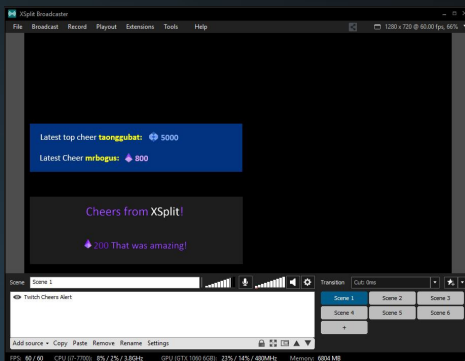 XSplit Broadcaster
File Broadcast Record Playout Extensions Tools Help 1280 x 720 @ 60.00 fps, 66%
Latest top cheer taonggubat: 5000
Latest Cheer mrbogus: 800
Cheers from XSplit!
200 That was amazing!
Scene Scene 1 Transition Cut: 0ms
Twitch Cheers Alert
Scene 1 Scene 2 Scene 3
Scene 4 Scene 5 Scene 6
+
Add source Copy Paste Remove Rename Settings
FPS: 60 / 60 CPU (i7-7700) 8% / 2% / 3.8GHz GPU (GTX 1060 6GB): 23% / 14% / 480MHz Memory: 6804 MB